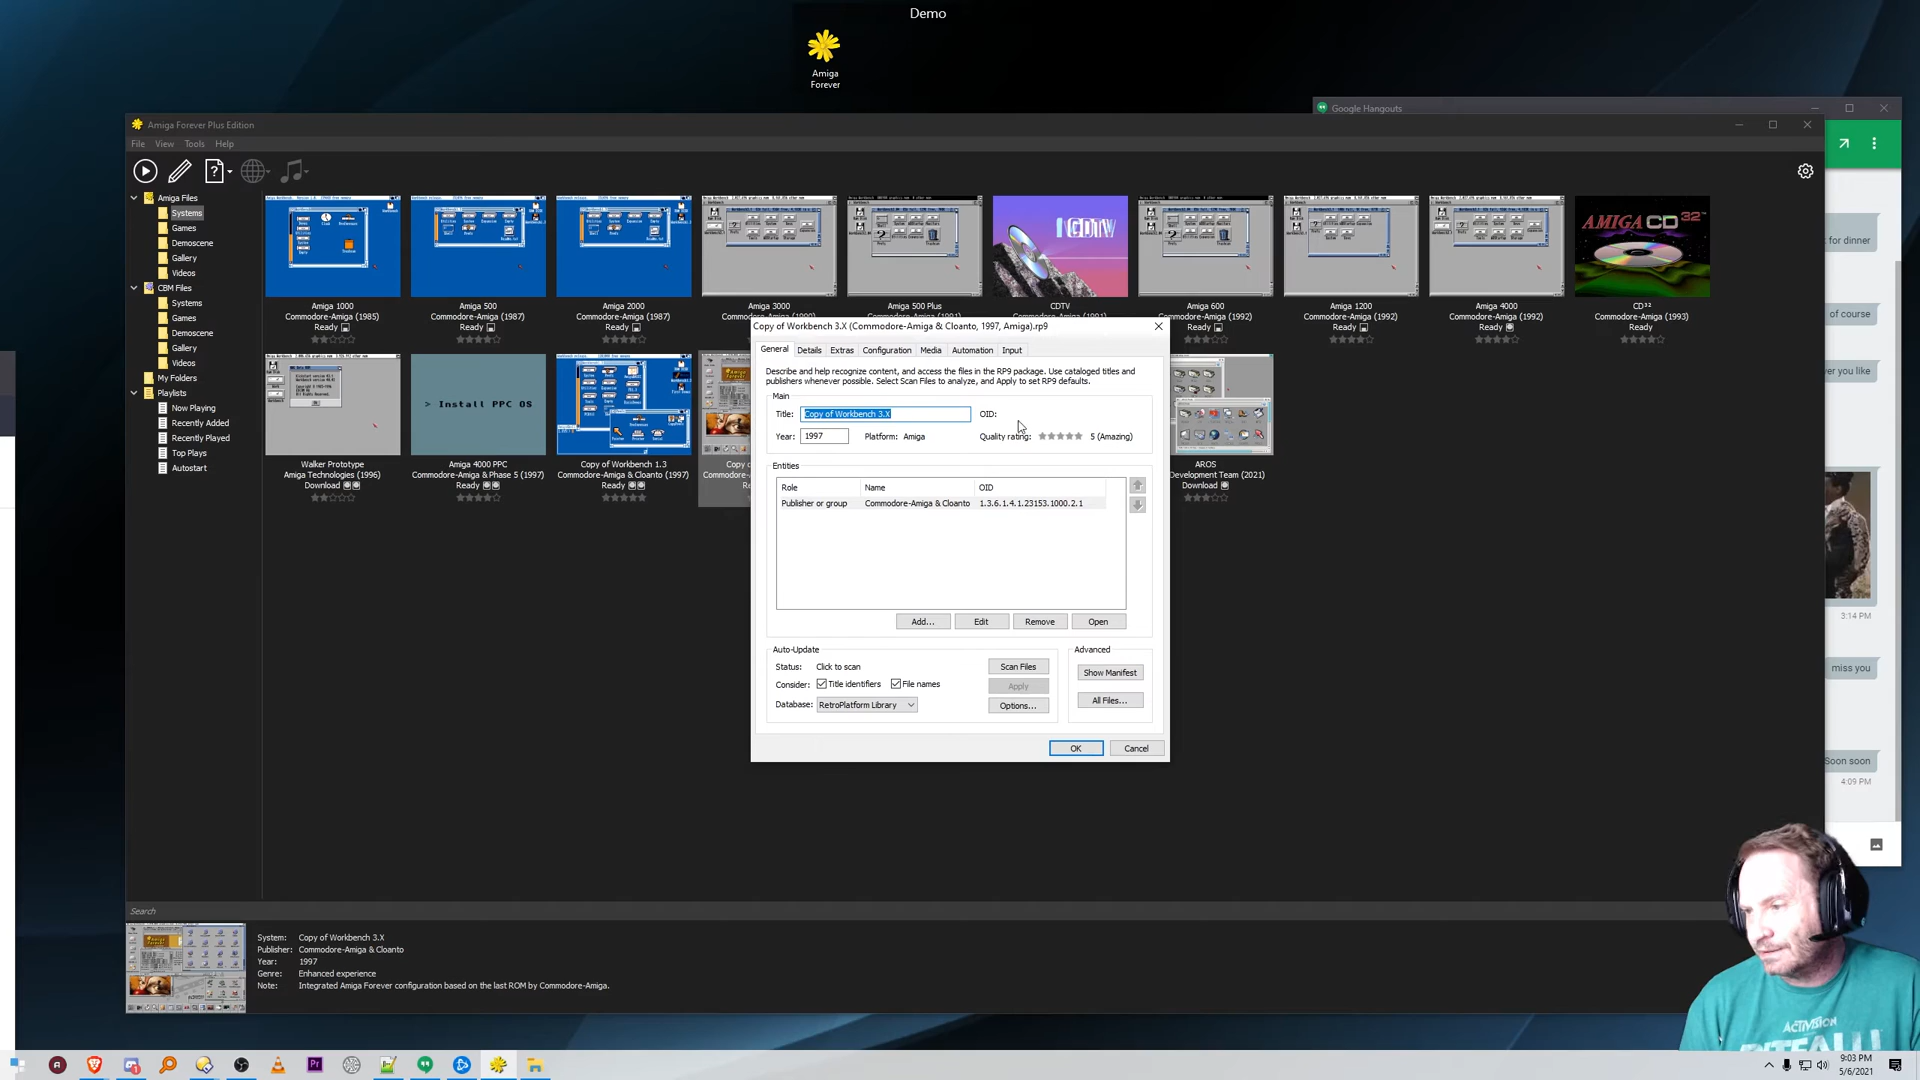 Demo
Amiga
Forever
Google Hangouts
Amiga Forever Plus Edition
File View Tools Help
Amiga Files
Systems
Games
Demoscene
Gallery
Videos
CBM Files
Systems
Games
Demoscene
Gallery
Videos
My Folders
Playlists
Now Playing
Recently Added
Recently Played
Top Plays
Autostart
Amiga 1000
Commodore-Amiga (1985)
Ready
Amiga 500
Commodore-Amiga (1987)
Ready
Amiga 2000
Commodore-Amiga (1987)
Ready
Amiga 3000
Amiga 500 Plus
CDTV
CDTV
Amiga 600
Commodore-Amiga (1992)
Ready
Amiga 1200
Commodore-Amiga (1992)
Ready
Amiga 4000
Commodore-Amiga (1992)
Ready
AMIGA CD32™
CD³²
Commodore-Amiga (1993)
Ready
Walker Prototype
Amiga Technologies (1996)
Download
> Install PPC OS
Amiga 4000 PPC
Commodore-Amiga & Phase 5 (1997)
Ready
Copy of Workbench 1.3
Commodore-Amiga & Cloanto (1997)
Ready
AROS
Development Team (2021)
Download
Copy of Workbench 3.X (Commodore-Amiga & Cloanto, 1997, Amiga).rp9
General Details Extras Configuration Media Automation Input
Describe and help recognize content, and access the files in the RP9 package. Use cataloged titles and
publishers whenever possible. Select Scan Files to analyze, and Apply to set RP9 defaults.
Main
Title: Copy of Workbench 3.X OID:
Year: 1997 Platform: Amiga Quality rating: 5 (Amazing)
Entities
Role Name OID
Publisher or group Commodore-Amiga & Cloanto 1.3.6.1.4.1.23153.1000.2.1
Add... Edit Remove Open
Auto-Update
Status: Click to scan Scan Files
Consider: Title identifiers File names Apply
Database: RetroPlatform Library Options...
Advanced
Show Manifest
All Files...
OK Cancel
for dinner
of course
ver you like
3:14 PM
miss you
Soon soon
4:09 PM
Search
System: Copy of Workbench 3.X
Publisher: Commodore-Amiga & Cloanto
Year: 1997
Genre: Enhanced experience
Note: Integrated Amiga Forever configuration based on the last ROM by Commodore-Amiga.
ACTIVISION
9:03 PM
5/6/2021